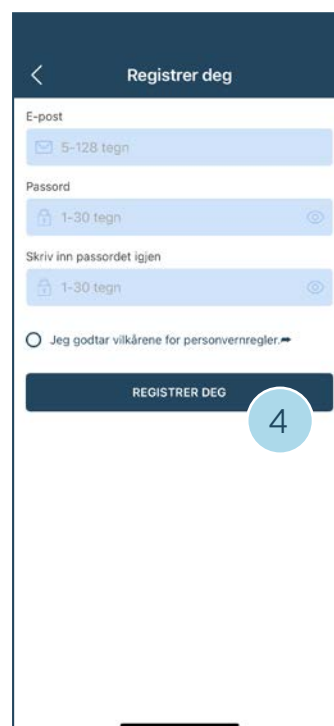 Registrer deg
E-post
5-128 tegn
Passord
1-30 tegn
Skriv inn passordet igjen
1-30 tegn
Jeg godtar vilkårene for personvernregler.
REGISTRER DEG
4